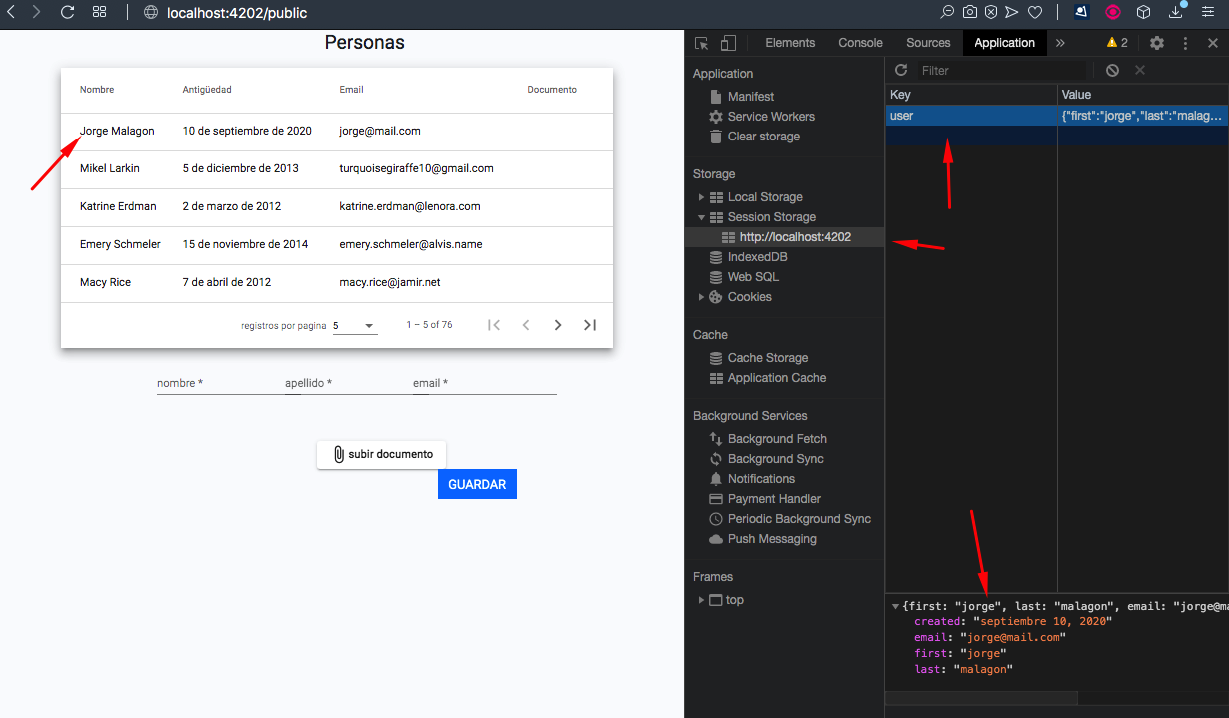 localhost:4202/public
Personas
Nombre Antigüedad Email Documento
Jorge Malagon 10 de septiembre de 2020 jorge@mail.com
Mikel Larkin 5 de diciembre de 2013 turquoisegiraffe10@gmail.com
Katrine Erdman 2 de marzo de 2012 katrine.erdman@lenora.com
Emery Schmeler 15 de noviembre de 2014 emery.schmeler@alvis.name
Macy Rice 7 de abril de 2012 macy.rice@jamir.net
registros por pagina 5 1 – 5 of 76
nombre * apellido * email *
subir documento
GUARDAR
Elements Console Sources Application » 2
Application
Manifest
Service Workers
Clear storage
Storage
Local Storage
Session Storage
http://localhost:4202
IndexedDB
Web SQL
Cookies
Cache
Cache Storage
Application Cache
Background Services
Background Fetch
Background Sync
Notifications
Payment Handler
Periodic Background Sync
Push Messaging
Frames
top
Filter
Key Value
user {"first":"jorge","last":"malag...
{first: "jorge", last: "malagon", email: "jorge@ma
created: "septiembre 10, 2020"
email: "jorge@mail.com"
first: "jorge"
last: "malagon"